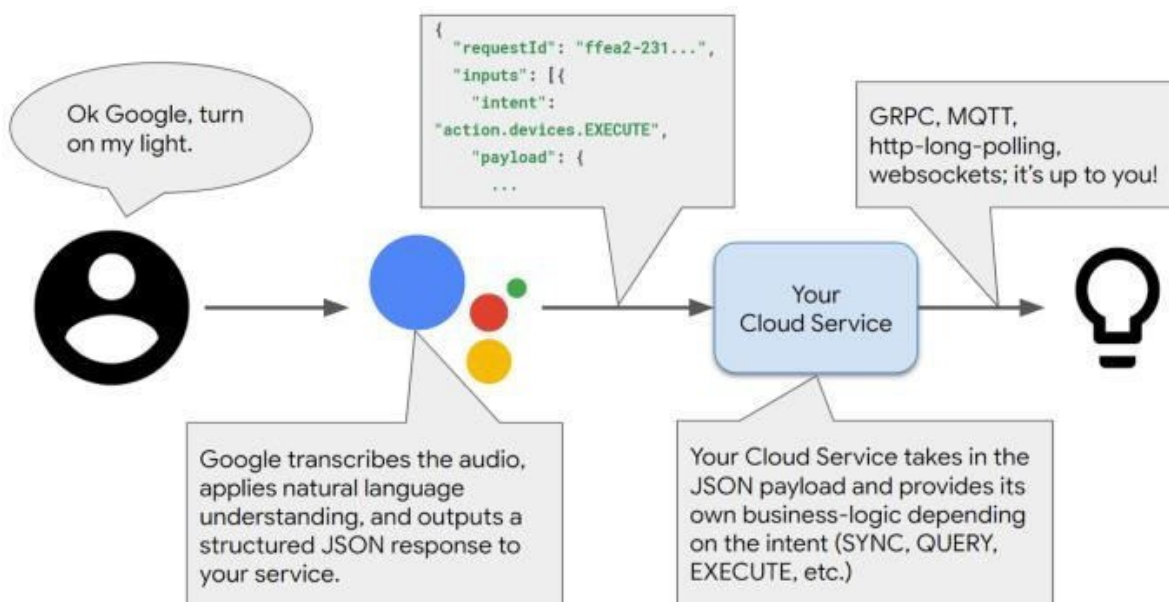 Ok Google, turn
on my light.
{
"requestId": "ffea2-231...",
"inputs": [{
"intent":
"action.devices.EXECUTE",
"payload": {
...
GRPC, MQTT,
http-long-polling,
websockets; it's up to you!
Your
Cloud Service
Google transcribes the audio,
applies natural language
understanding, and outputs a
structured JSON response to
your service.
Your Cloud Service takes in the
JSON payload and provides its
own business-logic depending
on the intent (SYNC, QUERY,
EXECUTE, etc.)